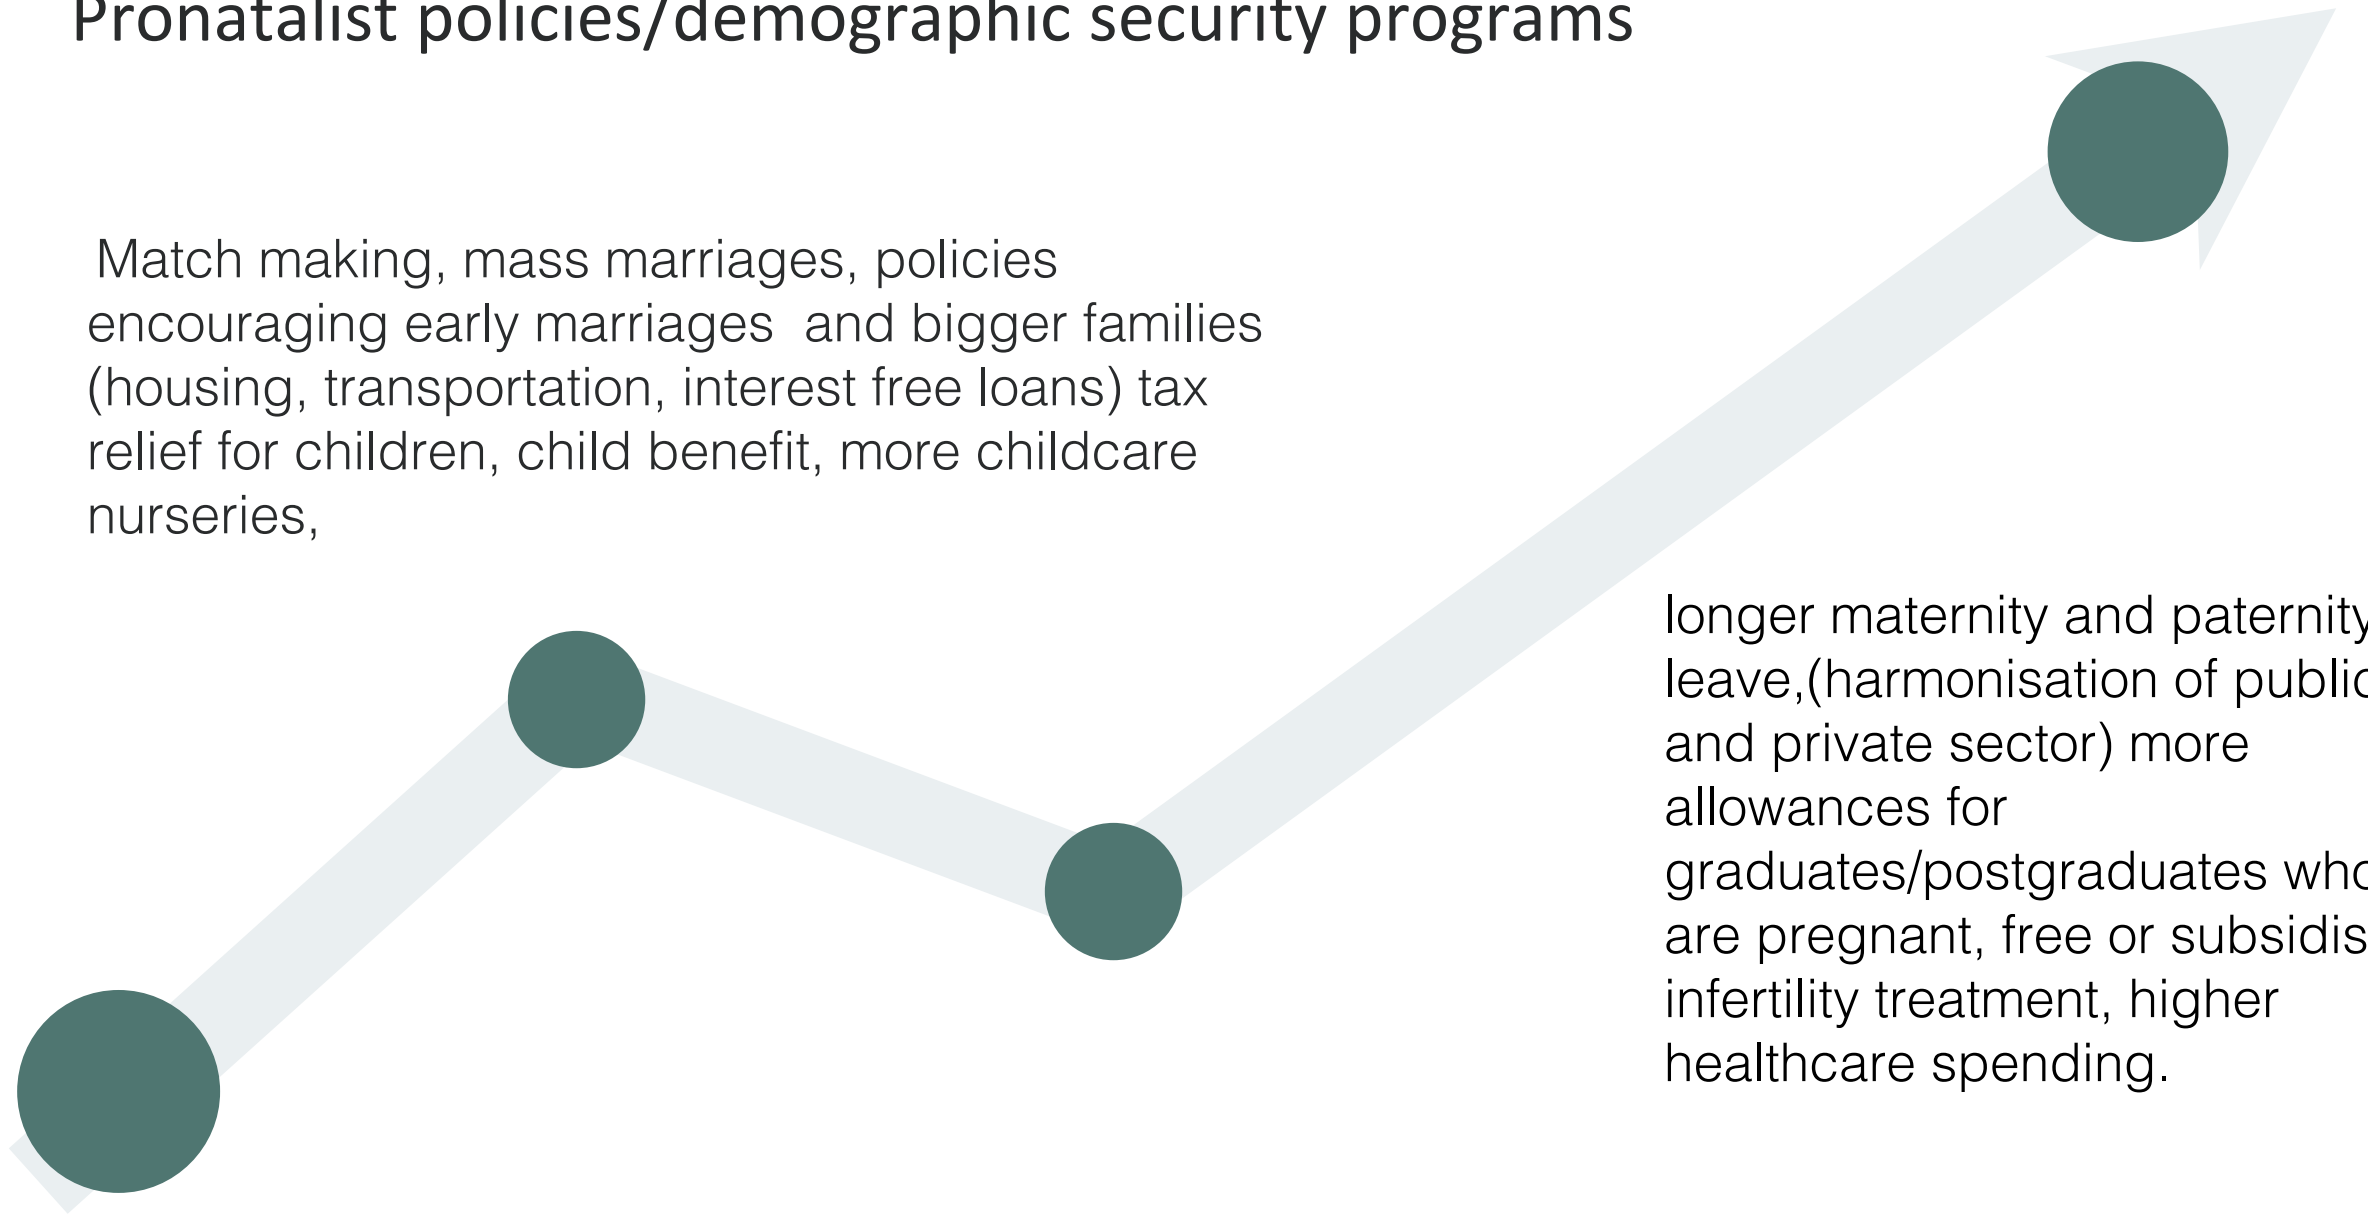 Pronatalist policies/demographic security programs
Match making, mass marriages, policies
encouraging early marriages  and bigger families
(housing, transportation, interest free loans) tax
relief for children, child benefit, more childcare
nurseries,
longer maternity and paternity
leave,(harmonisation of public
and private sector) more
allowances for
graduates/postgraduates who
are pregnant, free or subsidis
infertility treatment, higher
healthcare spending.